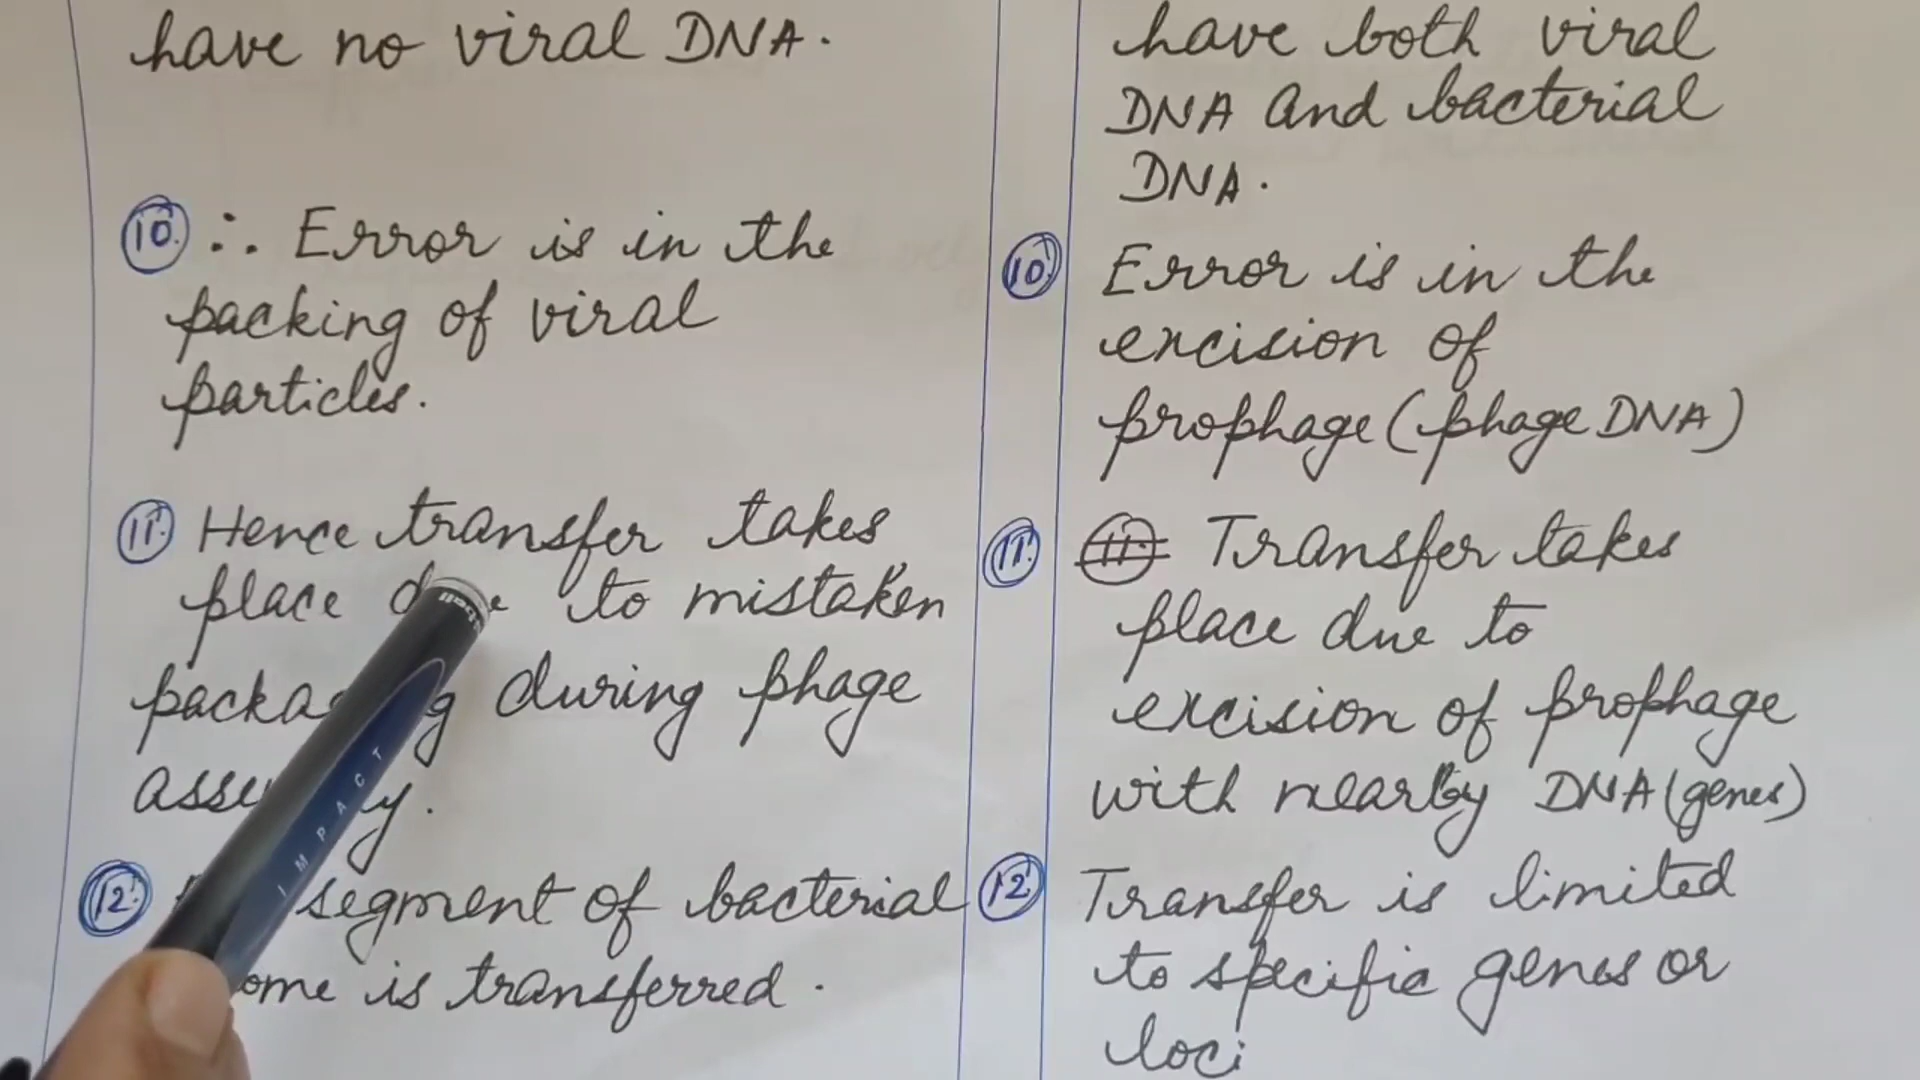 have no viral DNA.
10. ∴ Error is in the
packing of viral
particles.
11. Hence transfer takes
place to mistaken
during phage
12. segment of bacterial
is transferred.
have both viral
DNA and bacterial
DNA.
10. Error is in the
excision of
prophage (phage DNA)
11. 11. Transfer takes
place due to
excision of prophage
with nearby DNA (genes)
12. Transfer is limited
to specific genes or
loci
IMPACT